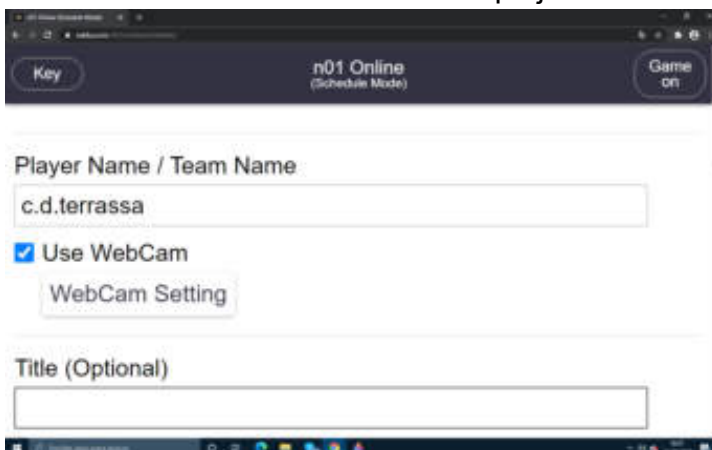 Key
n01 Online
(Schedule Mode)
Game
on
Player Name / Team Name
c.d.terrassa
Use WebCam
WebCam Setting
Title (Optional)